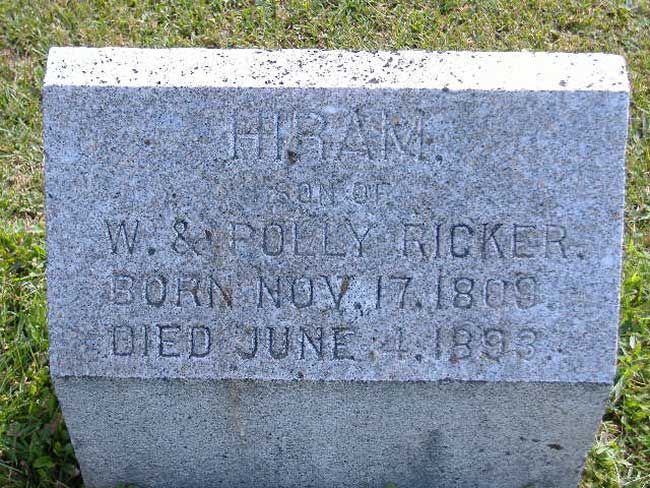 HIRAM.
SON OF
W. & POLLY RICKER.
BORN NOV. 17. 1809.
DIED JUNE 4. 1893.